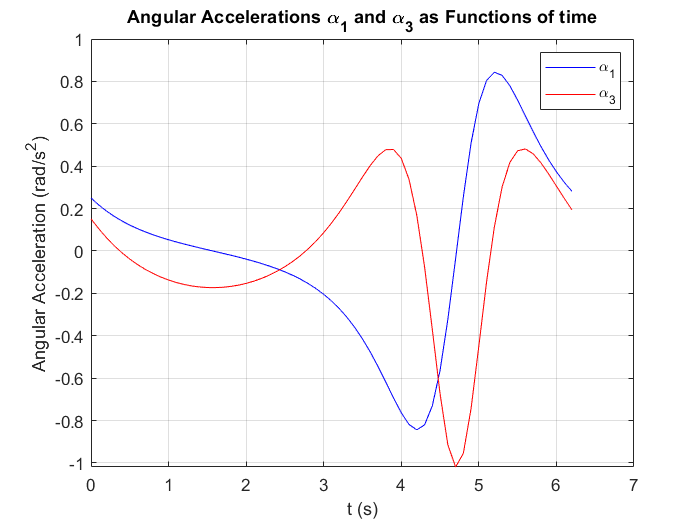 Angular Accelerations α₁ and α₃ as Functions of time
α₁
α₃
Angular Acceleration (rad/s²)
1
0.8
0.6
0.4
0.2
0
-0.2
-0.4
-0.6
-0.8
-1
0 1 2 3 4 5 6 7
t (s)